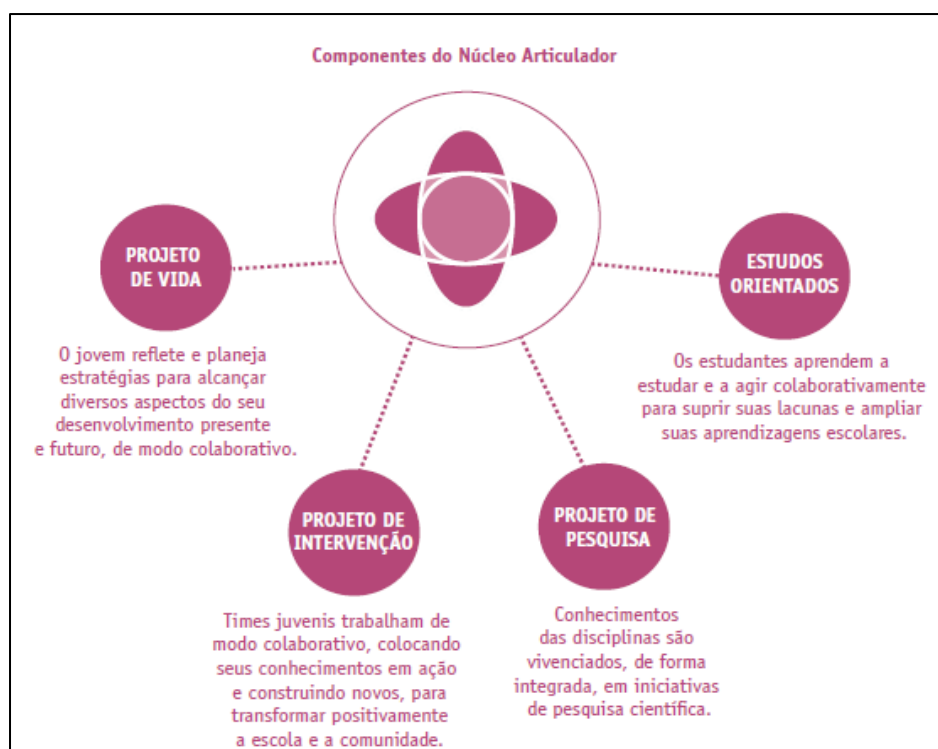 Componentes do Núcleo Articulador
PROJETO
DE VIDA
O jovem reflete e planeja
estratégias para alcançar
diversos aspectos do seu
desenvolvimento presente
e futuro, de modo colaborativo.
ESTUDOS
ORIENTADOS
Os estudantes aprendem a
estudar e a agir colaborativamente
para suprir suas lacunas e ampliar
suas aprendizagens escolares.
PROJETO DE
INTERVENÇÃO
Times juvenis trabalham de
modo colaborativo, colocando
seus conhecimentos em ação
e construindo novos, para
transformar positivamente
a escola e a comunidade.
PROJETO DE
PESQUISA
Conhecimentos
das disciplinas são
vivenciados, de forma
integrada, em iniciativas
de pesquisa científica.